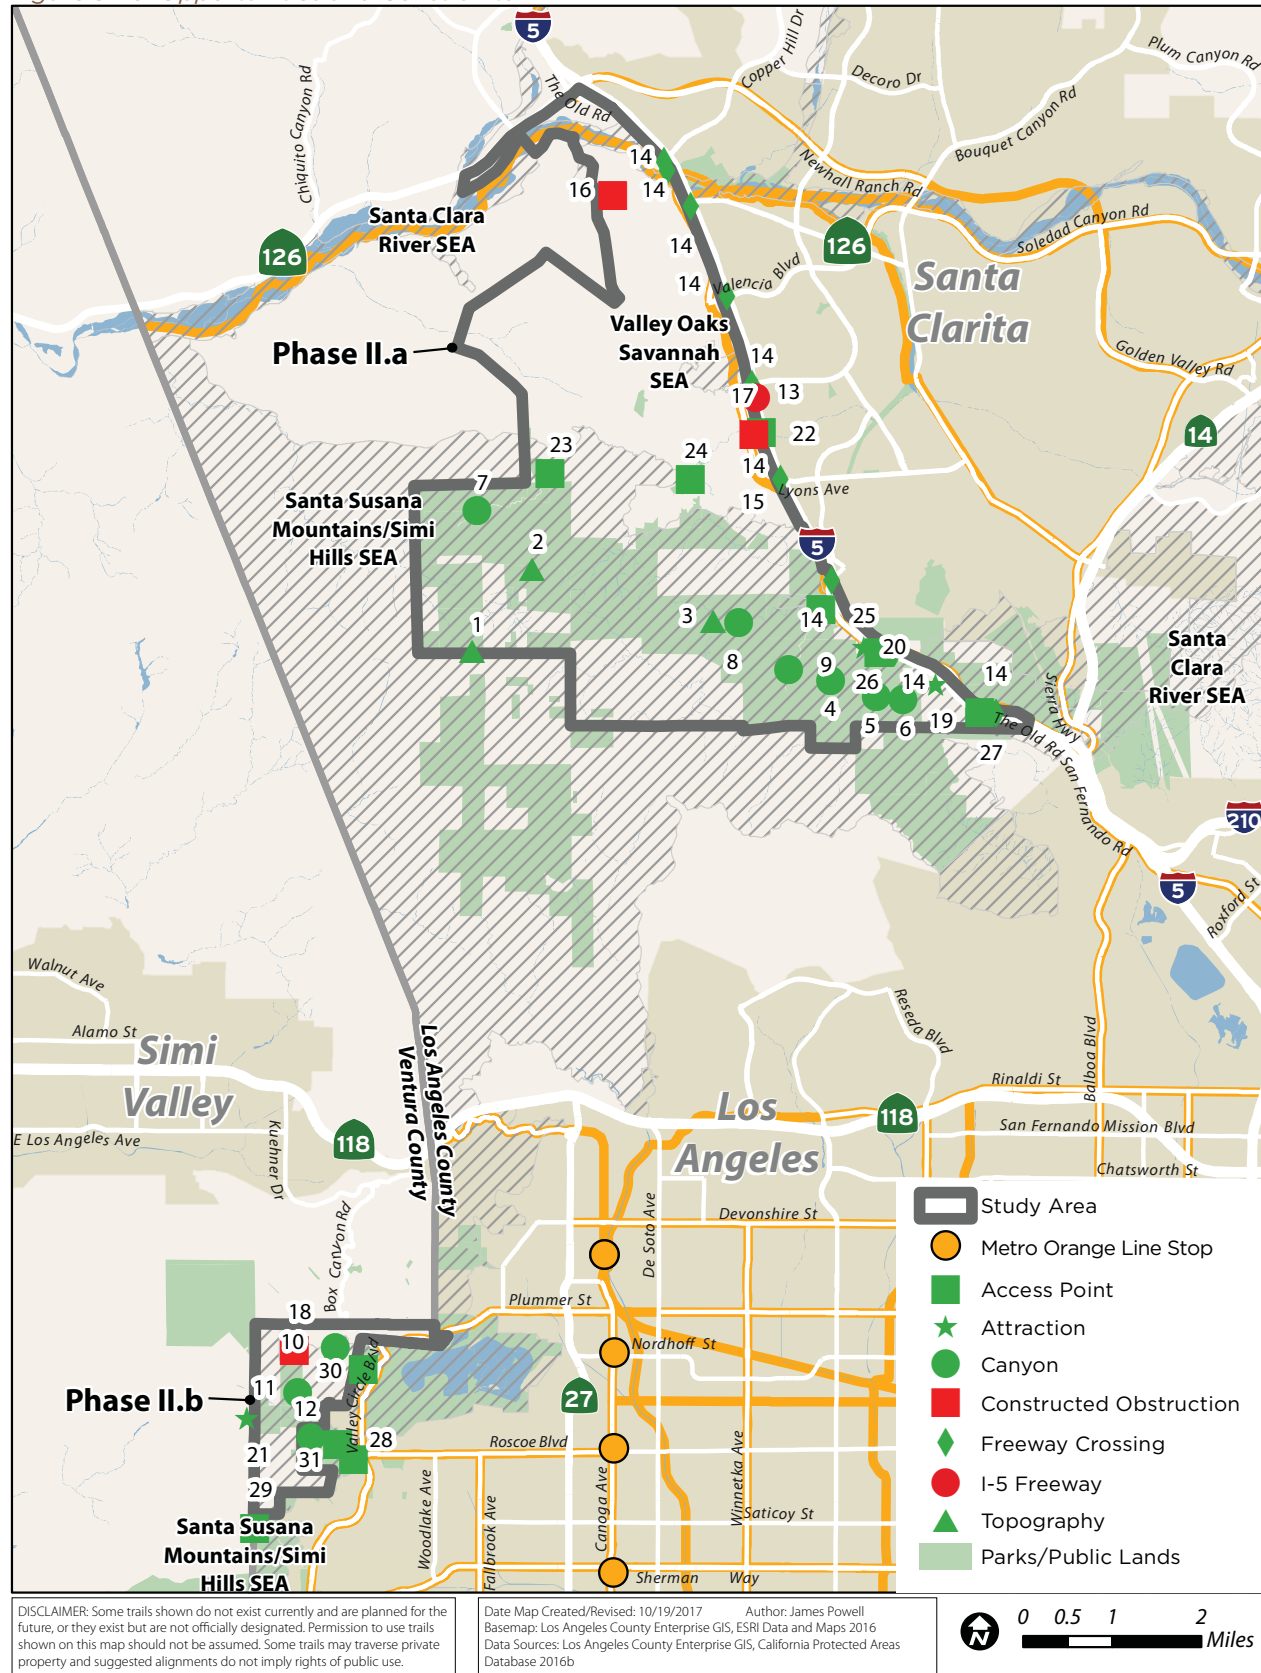 5
Copper Hill Dr
Decoro Dr
Plum Canyon Rd
The Old Rd
Chiquito Canyon Rd
Bouquet Canyon Rd
14
14
16
Newhall Ranch Rd
Santa Clara
River SEA
126
Soledad Canyon Rd
126
14
14
Valencia Blvd
Santa
Clarita
Valley Oaks
Savannah
SEA
Phase II.a
Golden Valley Rd
14
17
13
14
22
23
24
14
7
15
Lyons Ave
Santa Susana
Mountains/Simi
Hills SEA
2
5
1
3
14
25
20
8
9
26
14
14
4
5
6
19
27
Santa
Clara
River SEA
Sierra Hwy
The Old Rd
San Fernando Rd
210
5
Roxford St
Walnut Ave
Alamo St
Simi
Valley
Los Angeles County
Ventura County
Reseda Blvd
Balboa Blvd
Rinaldi St
Los
Angeles
118
San Fernando Mission Blvd
E Los Angeles Ave
Kuehner Dr
118
Chatsworth St
Box Canyon Rd
De Soto Ave
Devonshire St
Plummer St
18
10
30
Nordhoff St
11
12
Valley Circle Blvd
Phase II.b
27
21
31
28
Roscoe Blvd
29
Woodlake Ave
Fallbrook Ave
Canoga Ave
Winnetka Ave
Saticoy St
Santa Susana
Mountains/Simi
Hills SEA
Sherman Way
Study Area
Metro Orange Line Stop
Access Point
Attraction
Canyon
Constructed Obstruction
Freeway Crossing
I-5 Freeway
Topography
Parks/Public Lands
DISCLAIMER: Some trails shown do not exist currently and are planned for the
future, or they exist but are not officially designated. Permission to use trails
shown on this map should not be assumed. Some trails may traverse private
property and suggested alignments do not imply rights of public use.
Date Map Created/Revised: 10/19/2017 Author: James Powell
Basemap: Los Angeles County Enterprise GIS, ESRI Data and Maps 2016
Data Sources: Los Angeles County Enterprise GIS, California Protected Areas
Database 2016b
N
0 0.5 1 2
Miles